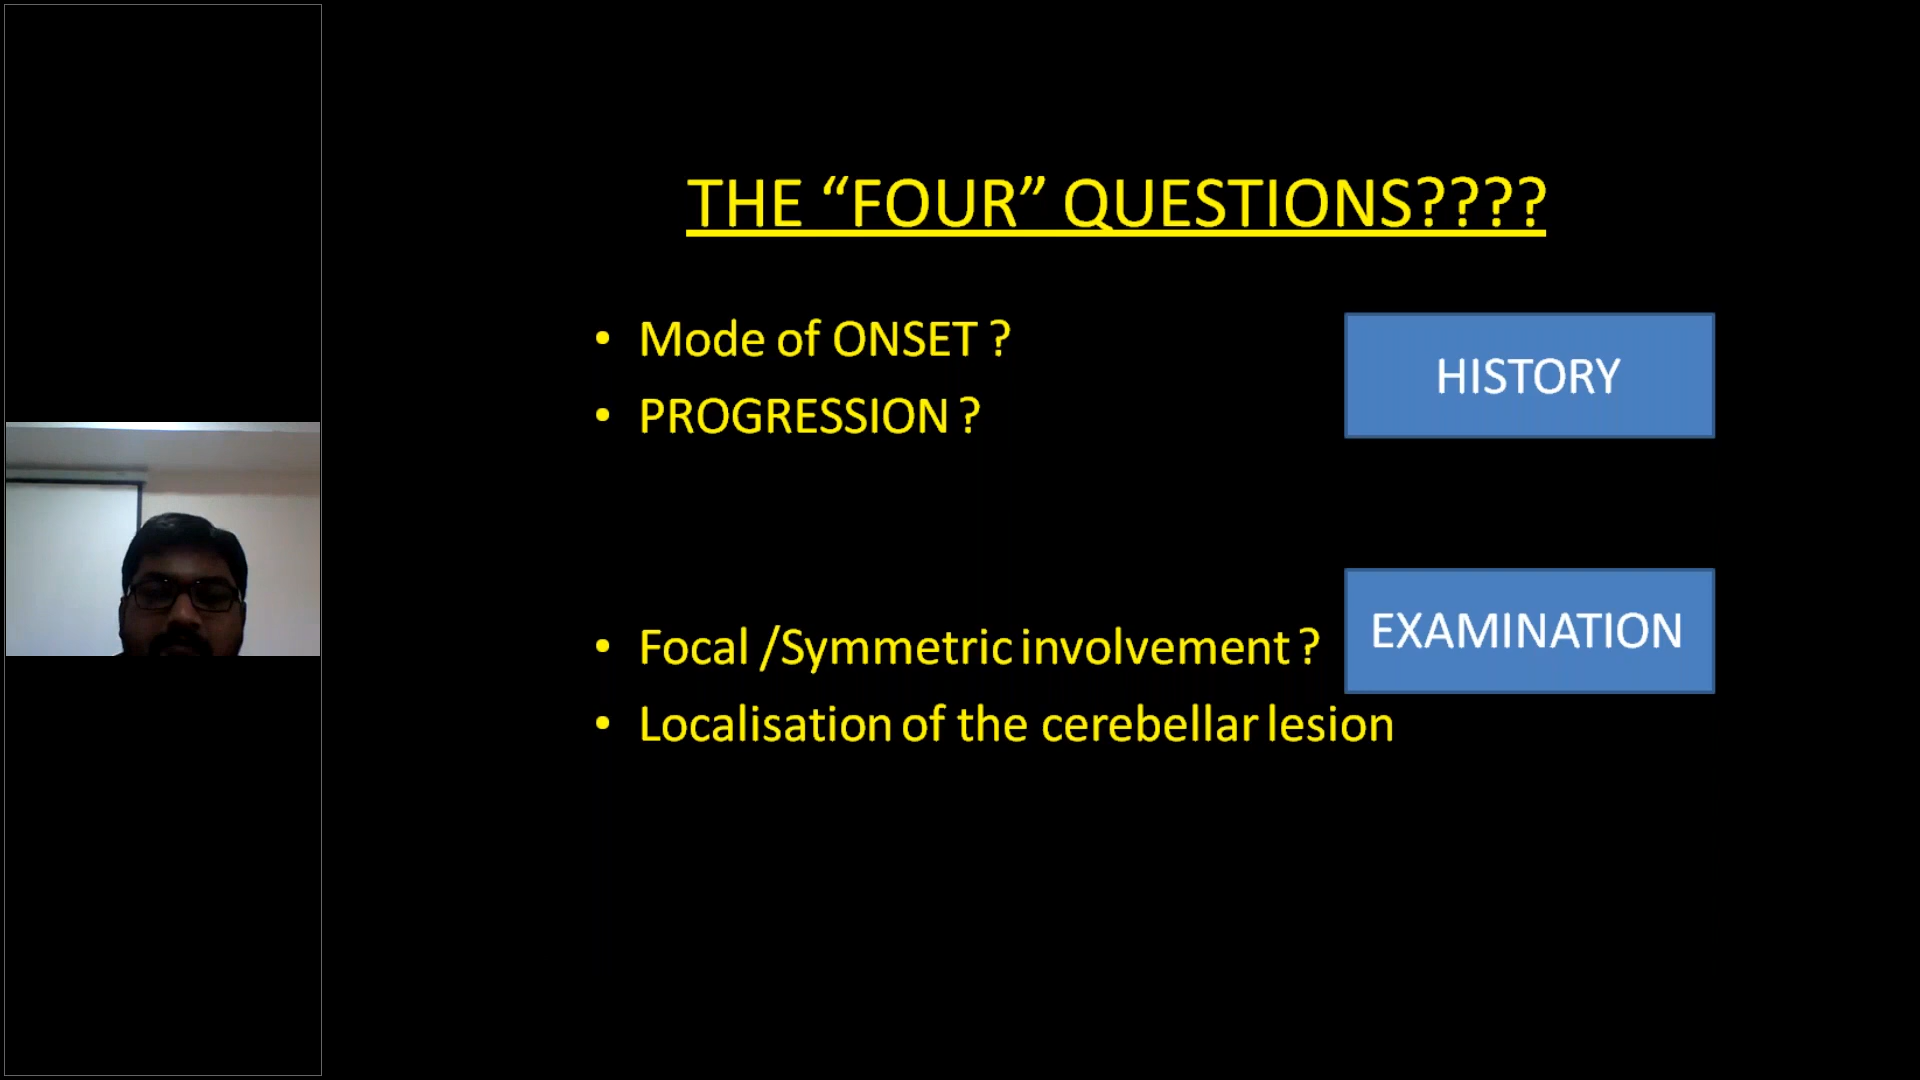 THE “FOUR” QUESTIONS????
• Mode of ONSET ?
• PROGRESSION ?
HISTORY
• Focal /Symmetric involvement ?
EXAMINATION
• Localisation of the cerebellar lesion